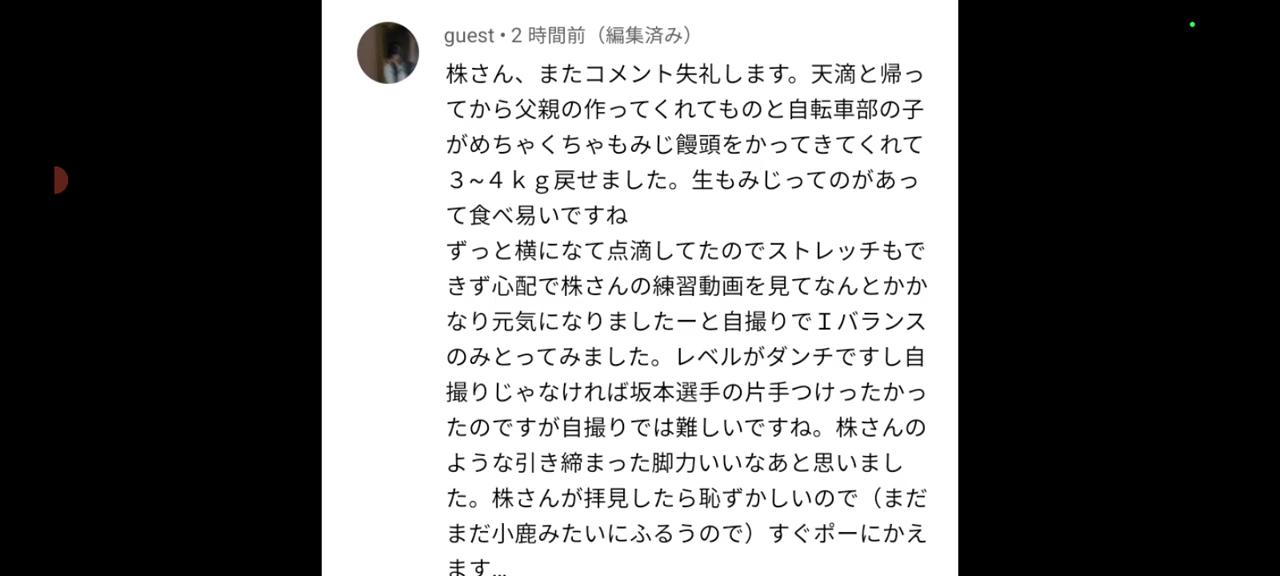 guest • 2 時間前（編集済み）
株さん、またコメント失礼します。天滴と帰っ
てから父親の作ってくれてものと自転車部の子
がめちゃくちゃもみじ饅頭をかってきてくれて
３~４ｋｇ戻せました。生もみじってのがあっ
て食べ易いですね
ずっと横になて点滴してたのでストレッチもで
きず心配で株さんの練習動画を見てなんとかか
なり元気になりましたーと自撮りでＩバランス
のみとってみました。レベルがダンチですし自
撮りじゃなければ坂本選手の片手つけったかっ
たのですが自撮りでは難しいですね。株さんの
ような引き締まった脚力いいなあと思いまし
た。株さんが拝見したら恥ずかしいので（まだ
まだ小鹿みたいにふるうので）すぐポーにかえ
ます...